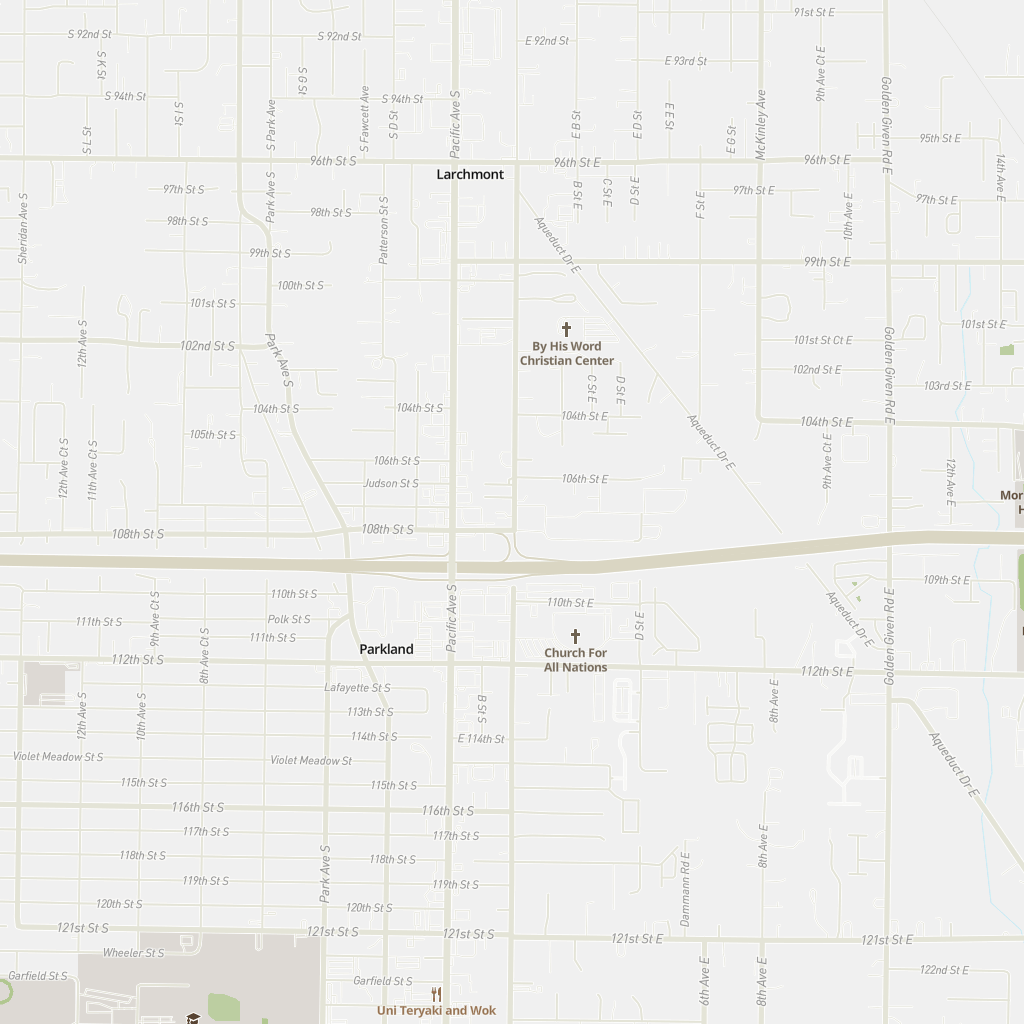 91st St E
S 92nd St
S 92nd St
E 92nd St
E 93rd St
S K St
S G St
9th Ave Ct E
S 94th St
S 94th St
S I St
S L St
S Park Ave
S Fawcett Ave
S D St
Pacific Ave S
E B St
E D St
E E St
E G St
McKinley Ave
Golden Given Rd E
95th St E
96th St S
96th St E
96th St E
14th Ave E
Larchmont
97th St S
Park Ave S
B St E
C St E
D St E
F St E
97th St E
97th St E
98th St S
98th St S
Patterson St S
Sheridan Ave S
10th Ave E
Aqueduct Dr E
99th St S
99th St E
100th St S
101st St S
101st St E
By His Word
Christian Center
101st St Ct E
12th Ave S
102nd St S
Park Ave S
Golden Given Rd E
102nd St E
103rd St E
C St E
D St E
104th St S
104th St S
104th St E
104th St E
105th St S
Aqueduct Dr E
12th Ave Ct S
11th Ave Ct S
106th St S
9th Ave Ct E
12th Ave E
106th St E
Judson St S
Mor
H
108th St S
108th St S
109th St E
110th St S
110th St E
9th Ave Ct S
Pacific Ave S
D St E
Aqueduct Dr E
Golden Given Rd E
111th St S
Polk St S
111th St S
8th Ave Ct S
Parkland
Church For
All Nations
112th St S
112th St E
Lafayette St S
12th Ave S
10th Ave S
113th St S
B St S
8th Ave E
114th St S
E 114th St
Aqueduct Dr E
Violet Meadow St S
Violet Meadow St
115th St S
115th St S
116th St S
116th St S
117th St S
117th St S
8th Ave E
118th St S
118th St S
Park Ave S
Dammann Rd E
119th St S
119th St S
120th St S
120th St S
121st St S
121st St S
121st St S
121st St E
121st St E
Wheeler St S
Garfield St S
Garfield St S
6th Ave E
8th Ave E
122nd St E
Uni Teryaki and Wok